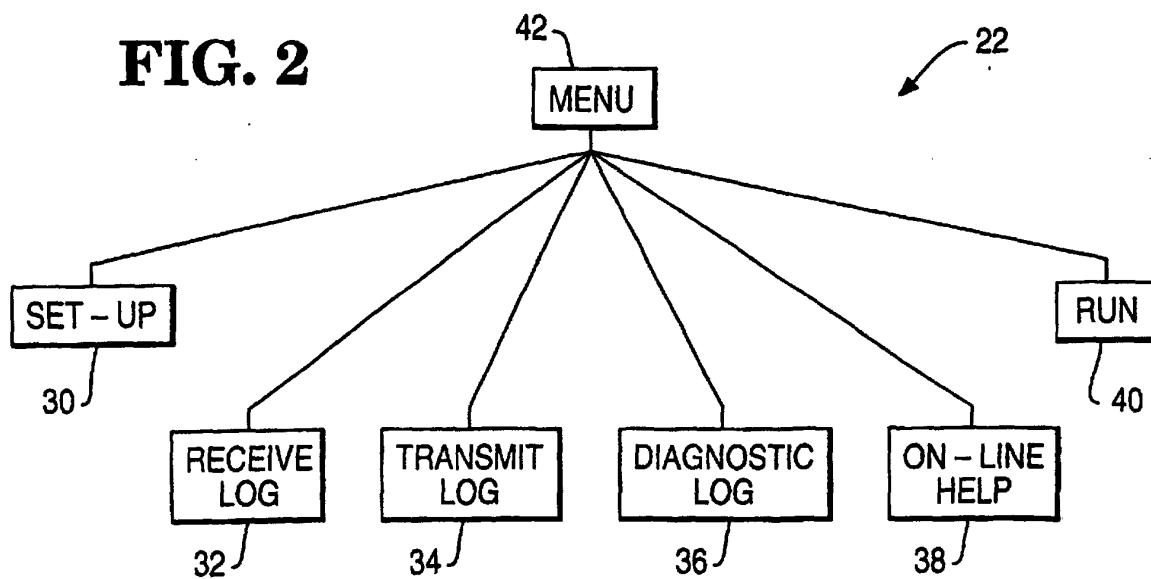 FIG. 2
42
22
MENU
SET – UP
RUN
30
40
RECEIVE
LOG
TRANSMIT
LOG
DIAGNOSTIC
LOG
ON – LINE
HELP
32
34
36
38